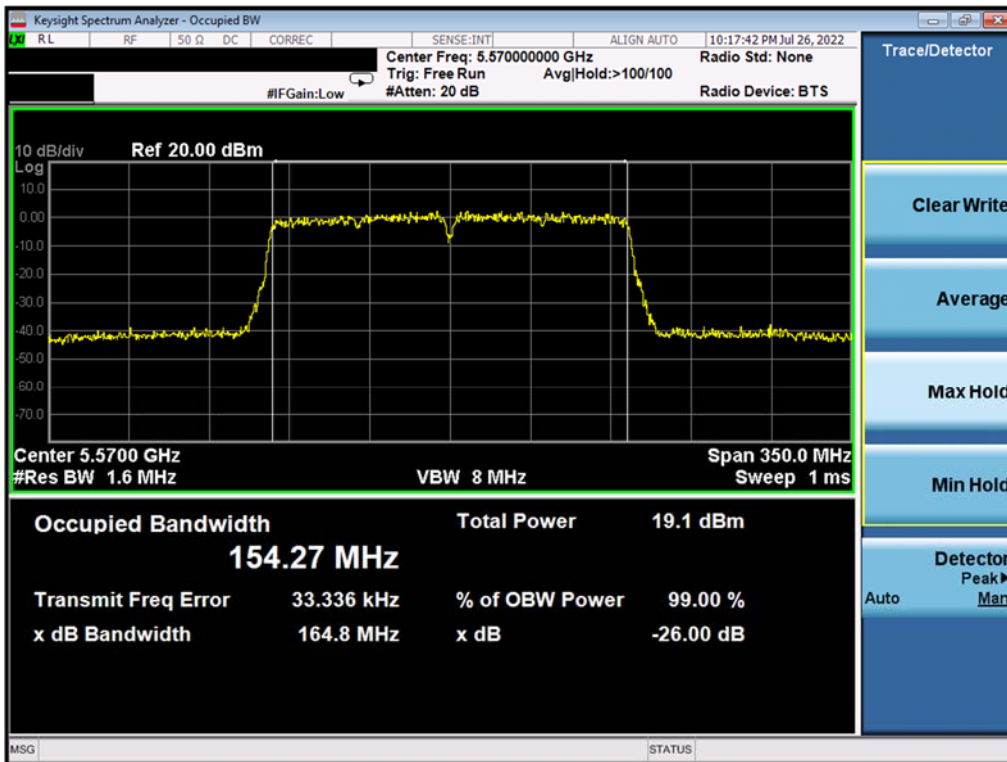 Keysight Spectrum Analyzer - Occupied BW
LXI RL RF 50 Ω DC CORREC SENSE:INT ALIGN AUTO 10:17:42 PM Jul 26, 2022
Center Freq: 5.570000000 GHz Radio Std: None
Trig: Free Run Avg|Hold:>100/100
#IFGain:Low #Atten: 20 dB Radio Device: BTS
10 dB/div Ref 20.00 dBm
Log
10.0
0.00
-10.0
-20.0
-30.0
-40.0
-50.0
-60.0
-70.0
Center 5.5700 GHz Span 350.0 MHz
#Res BW 1.6 MHz VBW 8 MHz Sweep 1 ms
Occupied Bandwidth Total Power 19.1 dBm
154.27 MHz
Transmit Freq Error 33.336 kHz % of OBW Power 99.00 %
x dB Bandwidth 164.8 MHz x dB -26.00 dB
MSG STATUS
Trace/Detector
Clear Write
Average
Max Hold
Min Hold
Detector
Peak▶
Auto Man